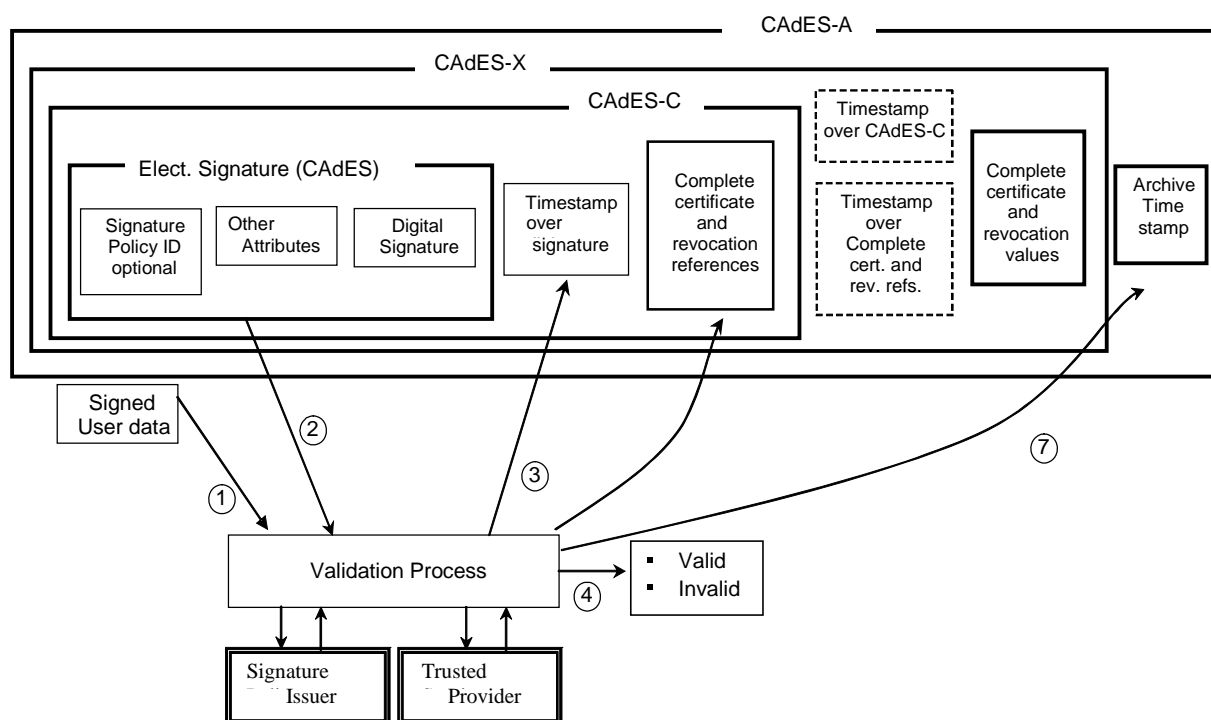 CAdES-A
CAdES-X
CAdES-C
Elect. Signature (CAdES)
Signature
Policy ID
optional
Other
Attributes
Digital
Signature
Timestamp
over
signature
Complete
certificate
and
revocation
references
Timestamp
over CAdES-C
Timestamp
over
Complete
cert. and
rev. refs.
Complete
certificate
and
revocation
values
Archive
Time
stamp
Signed
User data
1
2
3
7
Validation Process
4
▪ Valid
▪ Invalid
Signature
Issuer
Trusted
Provider